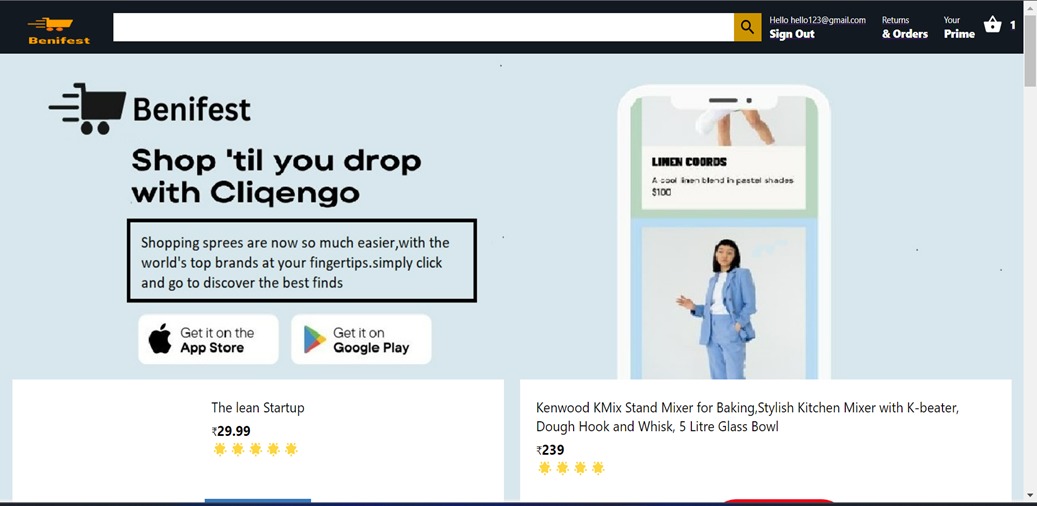 Benifest
Hello hello123@gmail.com
Sign Out
Returns
& Orders
Your
Prime
1
Benifest
Shop 'til you drop
with Cliqengo
Shopping sprees are now so much easier,with the
world's top brands at your fingertips.simply click
and go to discover the best finds
Get it on the
App Store
Get it on
Google Play
LINEN COORDS
A cool linen blend in pastel shades
$100
The lean Startup
₹29.99
Kenwood KMix Stand Mixer for Baking,Stylish Kitchen Mixer with K-beater,
Dough Hook and Whisk, 5 Litre Glass Bowl
₹239